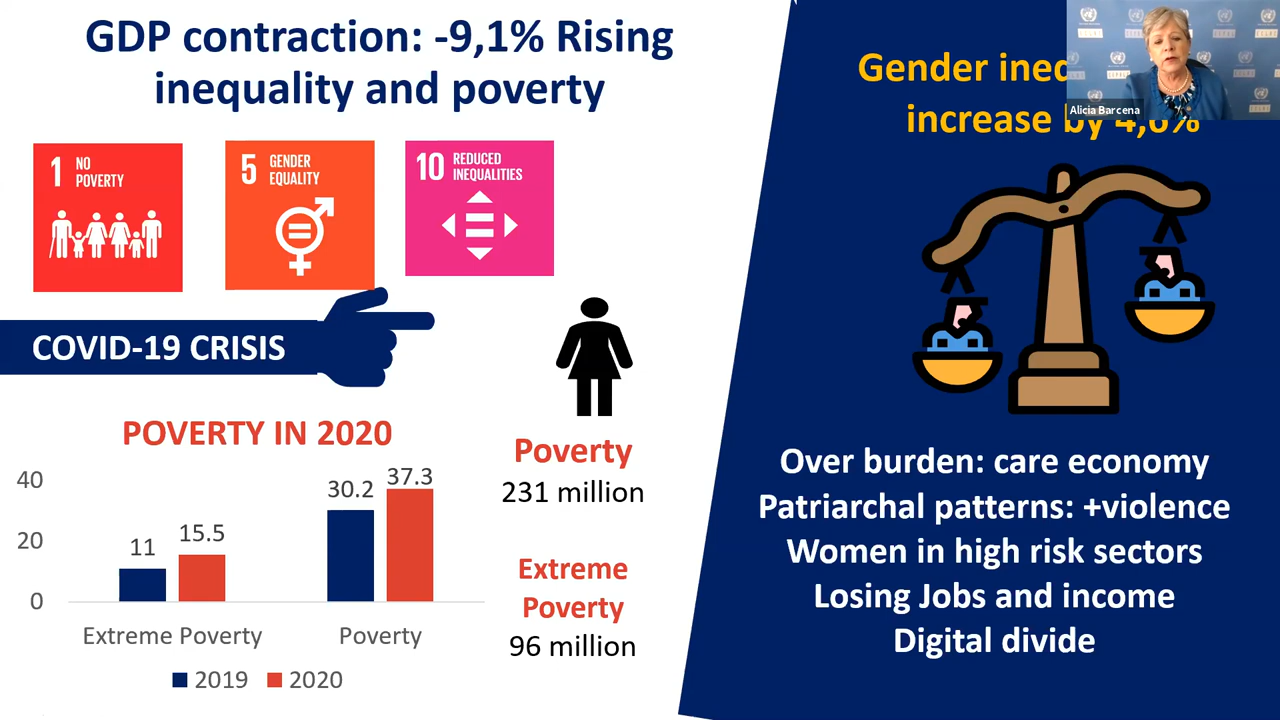 GDP contraction: -9,1% Rising
inequality and poverty
1 NO
POVERTY
5 GENDER
EQUALITY
10 REDUCED
INEQUALITIES
COVID-19 CRISIS
POVERTY IN 2020
40
20
0
11
15.5
30.2
37.3
Extreme Poverty
Poverty
2019
2020
Poverty
231 million
Extreme
Poverty
96 million
Gender
increase by
Alicia Barcena
Over burden: care economy
Patriarchal patterns: +violence
Women in high risk sectors
Losing Jobs and income
Digital divide